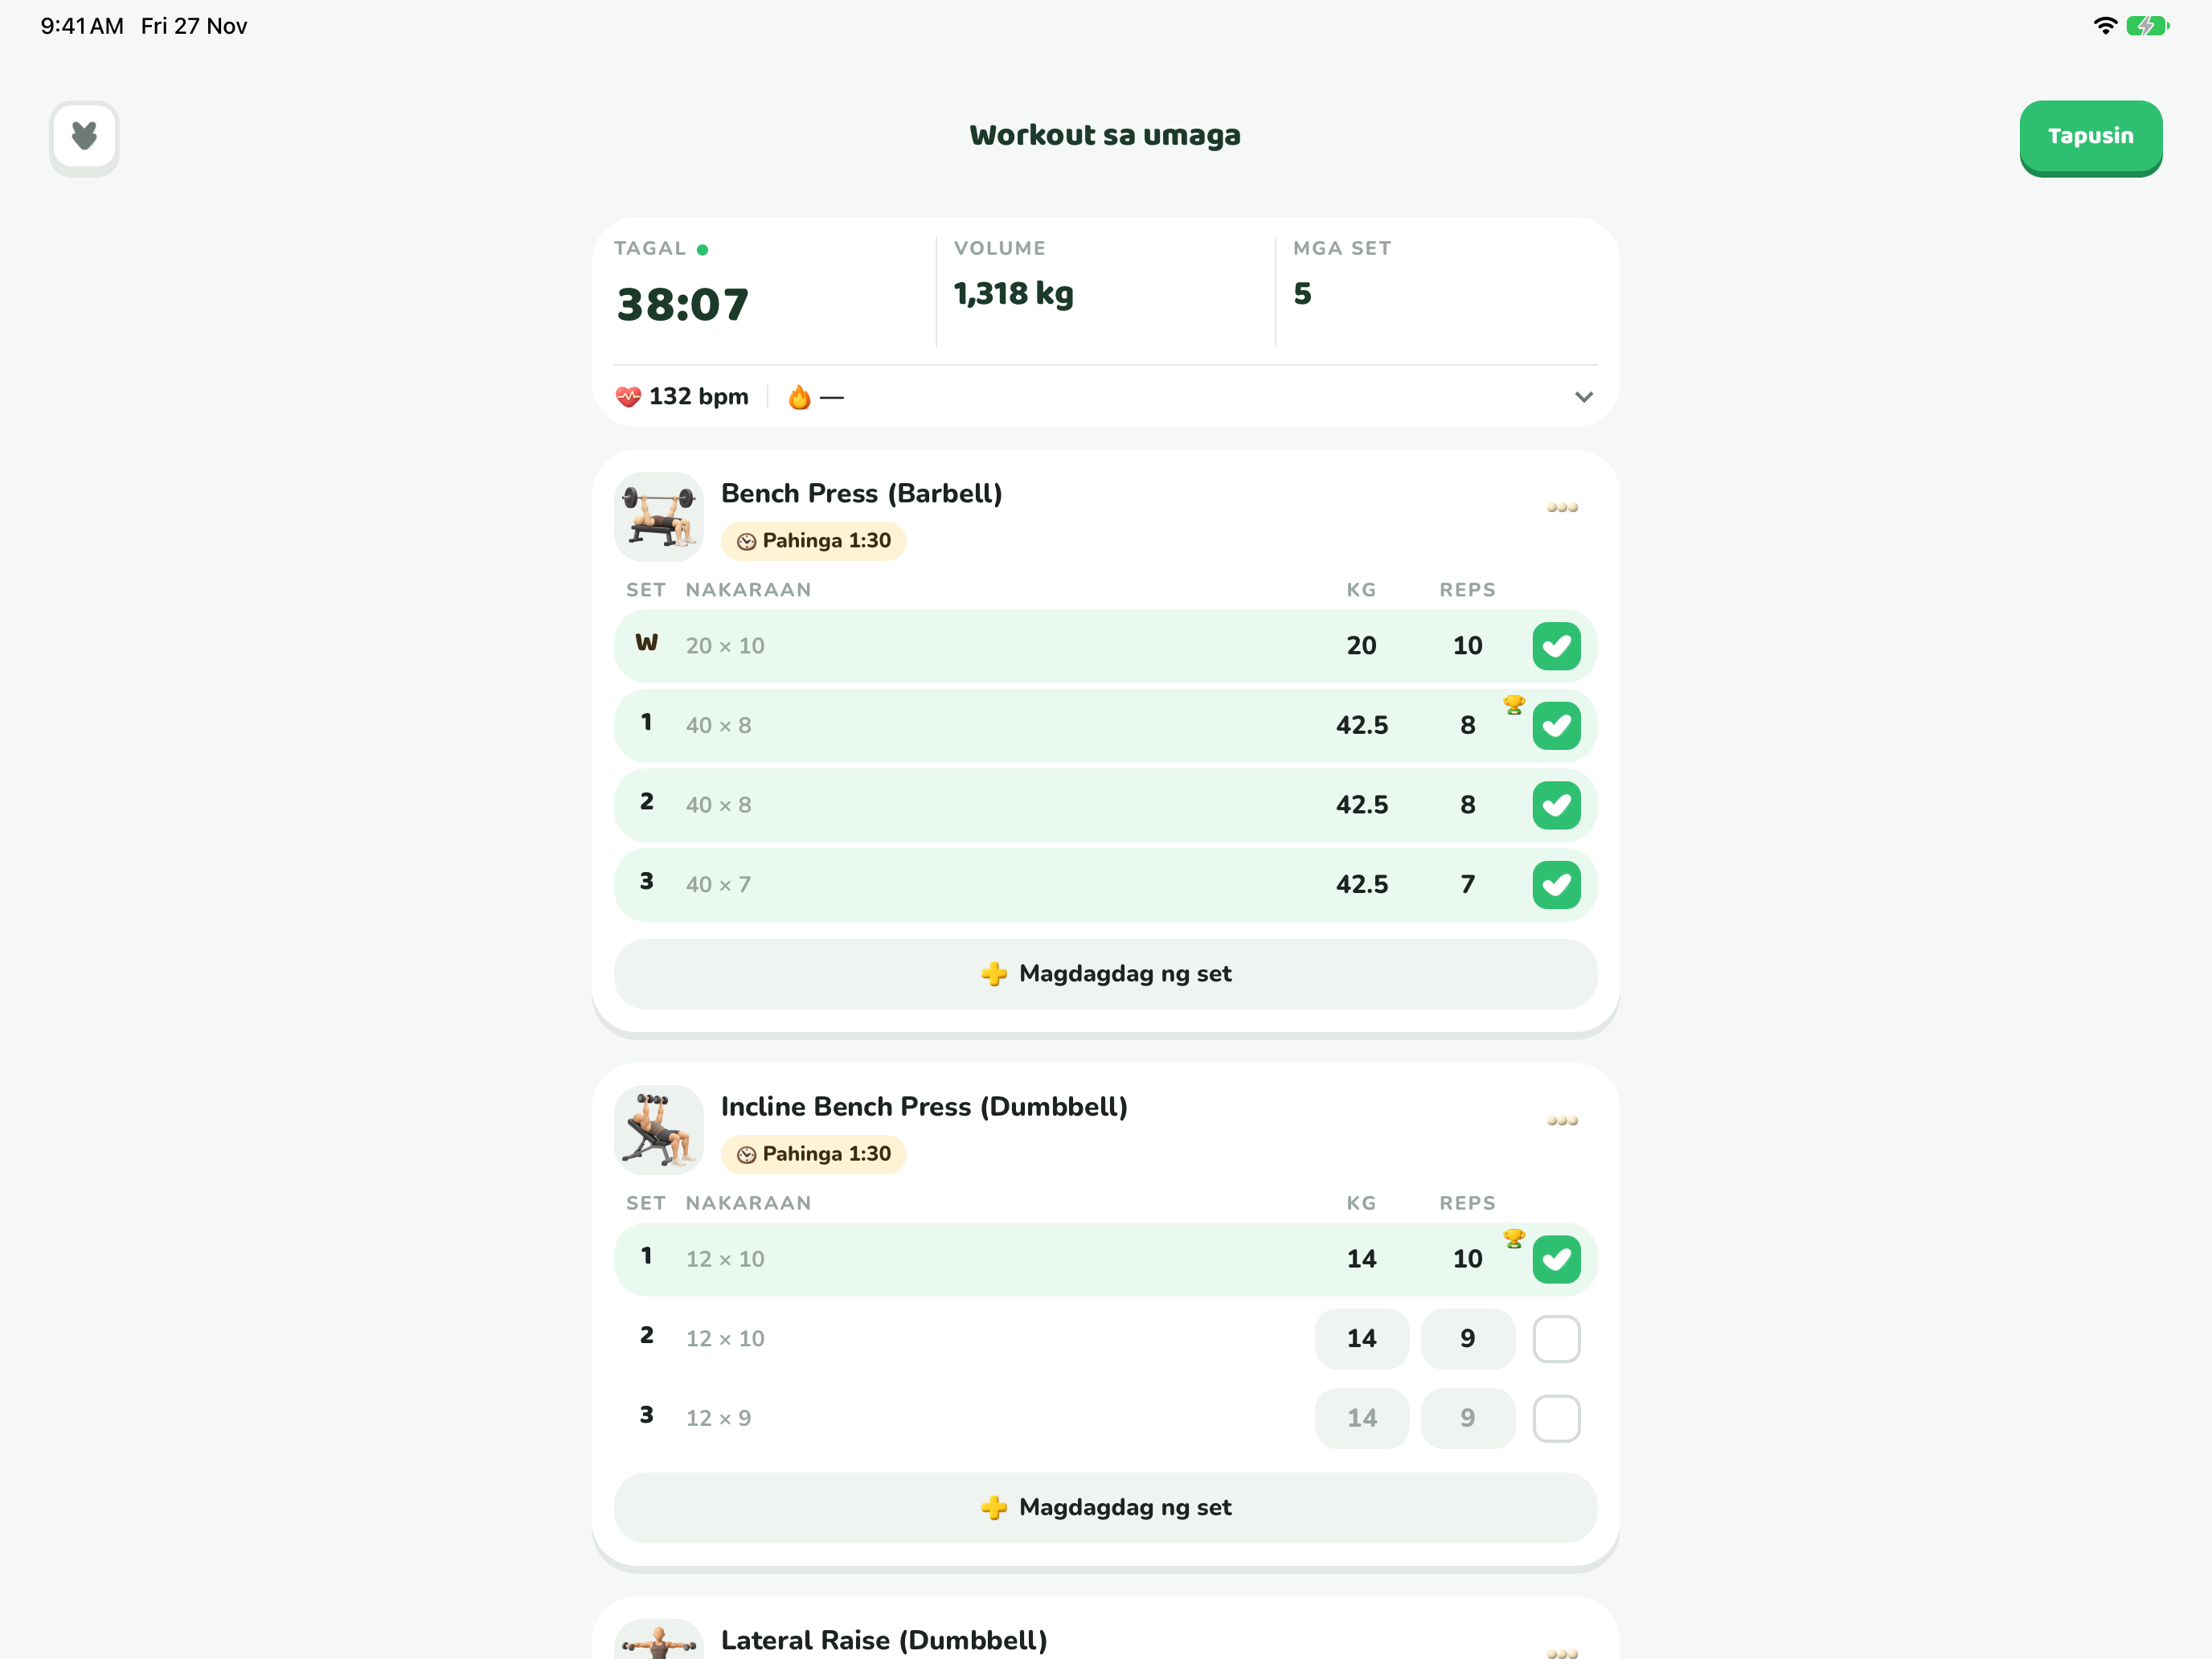 9:41 AM Fri 27 Nov
Workout sa umaga
Tapusin
TAGAL
VOLUME
MGA SET
38:07
1,318 kg
5
132 bpm
—
Bench Press (Barbell)
Pahinga 1:30
SET NAKARAAN KG REPS
W 20 × 10 20 10
1 40 × 8 42.5 8
2 40 × 8 42.5 8
3 40 × 7 42.5 7
Magdagdag ng set
Incline Bench Press (Dumbbell)
Pahinga 1:30
SET NAKARAAN KG REPS
1 12 × 10 14 10
2 12 × 10 14 9
3 12 × 9 14 9
Magdagdag ng set
Lateral Raise (Dumbbell)